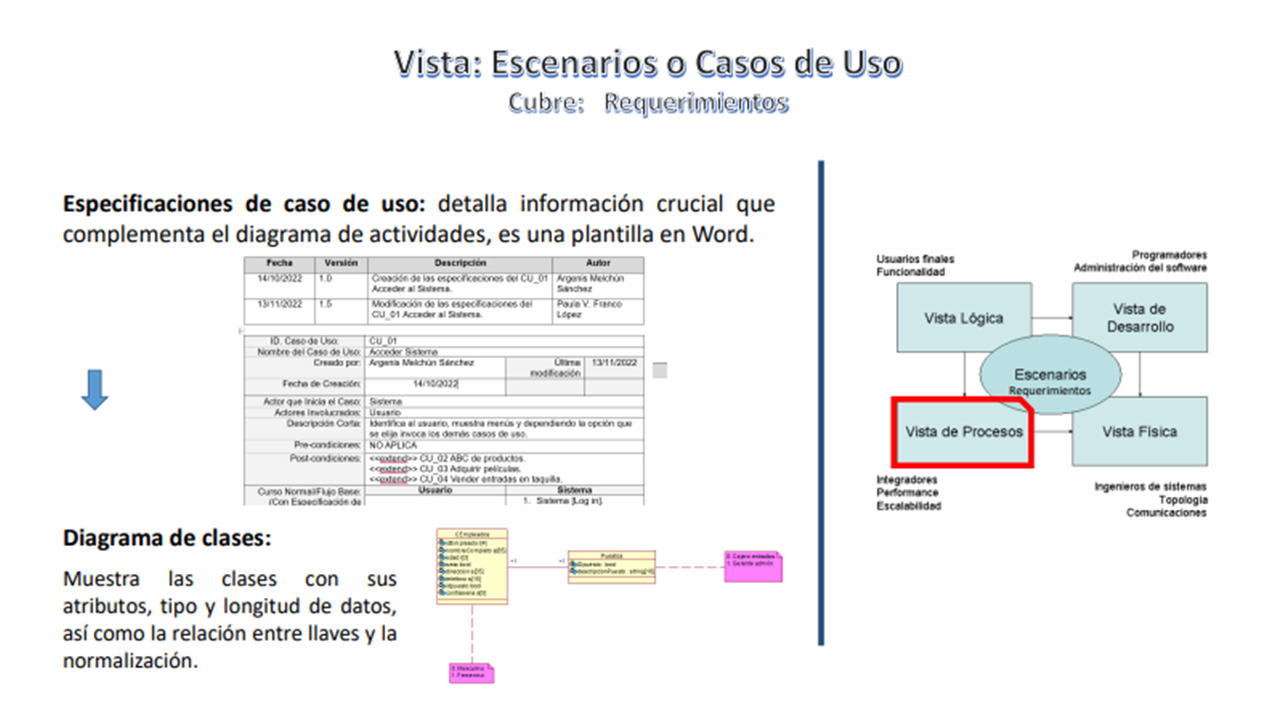 Vista: Escenarios o Casos de Uso
Cubre: Requerimientos
Especificaciones de caso de uso: detalla información crucial que
complementa el diagrama de actividades, es una plantilla en Word.
Fecha Versión Descripción Autor
14/10/2022 1.0 Creación de las especificaciones del CU_01 Argenis Melchún
Acceder al Sistema. Sánchez
13/11/2022 1.5 Modificación de las especificaciones del Paula V. Franco
CU_01 Acceder al Sistema. López
ID. Caso de Uso: CU_01
Nombre del Caso de Uso: Acceder Sistema
Creado por: Argenis Melchún Sánchez Última 13/11/2022
modificación
Fecha de Creación: 14/10/2022
Actor que Inicia el Caso: Sistema
Actores Involucrados: Usuario
Descripción Corta: Identifica al usuario, muestra menús y dependiendo la opción que
se elija invoca los demás casos de uso.
Pre-condiciones: NO APLICA
Post-condiciones: <<extend>> CU_02 ABC de productos.
<<extend>> CU_03 Adquirir películas.
<<extend>> CU_04 Vender entradas en taquilla.
Curso Normal/Flujo Base: Usuario Sistema
(Con Especificación de 1. Sistema [Log in].
Diagrama de clases:
Muestra las clases con sus
atributos, tipo y longitud de datos,
así como la relación entre llaves y la
normalización.
Usuarios finales
Funcionalidad
Programadores
Administración del software
Vista Lógica
Vista de
Desarrollo
Escenarios
Requerimientos
Vista de Procesos
Vista Física
Integradores
Performance
Escalabilidad
Ingenieros de sistemas
Topología
Comunicaciones